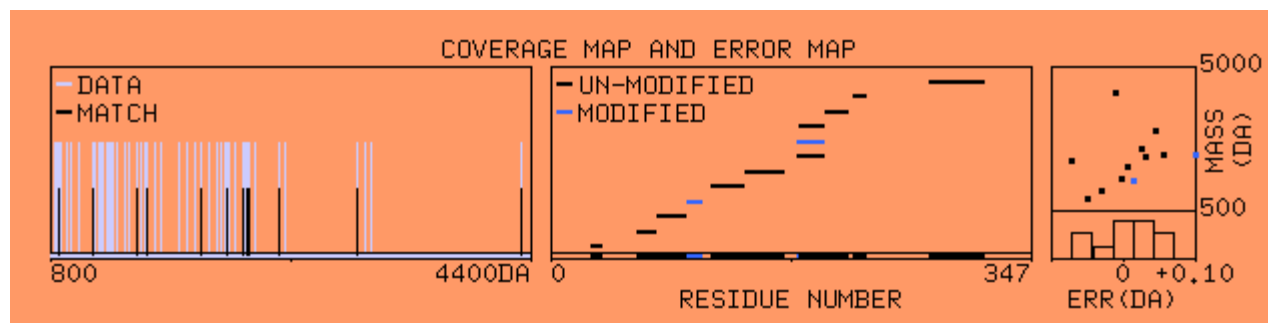 COVERAGE MAP AND ERROR MAP
DATA
MATCH
800
4400DA
UN-MODIFIED
MODIFIED
0
347
RESIDUE NUMBER
5000
MASS
(DA)
500
0
+0.10
ERR(DA)